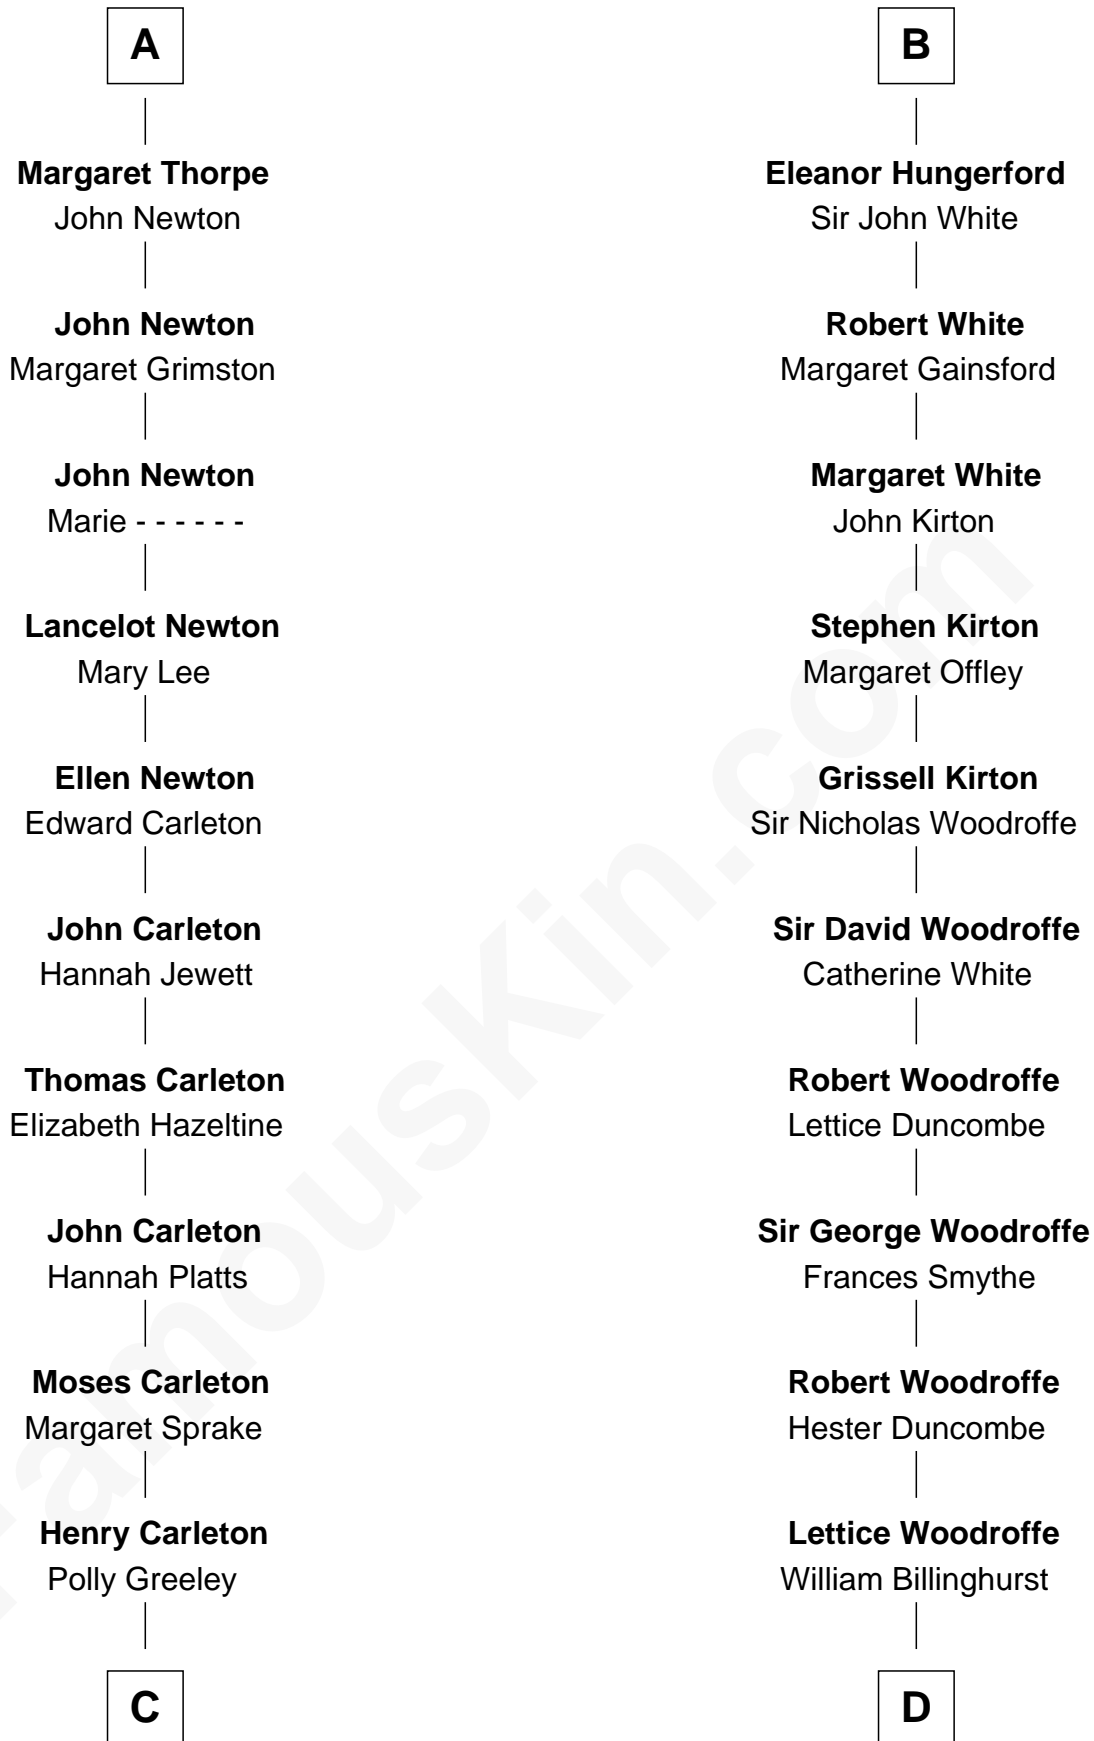 A
Margaret Thorpe
John Newton
John Newton
Margaret Grimston
John Newton
Marie - - - - - -
Lancelot Newton
Mary Lee
Ellen Newton
Edward Carleton
John Carleton
Hannah Jewett
Thomas Carleton
Elizabeth Hazeltine
John Carleton
Hannah Platts
Moses Carleton
Margaret Sprake
Henry Carleton
Polly Greeley
C
B
Eleanor Hungerford
Sir John White
Robert White
Margaret Gainsford
Margaret White
John Kirton
Stephen Kirton
Margaret Offley
Grissell Kirton
Sir Nicholas Woodroffe
Sir David Woodroffe
Catherine White
Robert Woodroffe
Lettice Duncombe
Sir George Woodroffe
Frances Smythe
Robert Woodroffe
Hester Duncombe
Lettice Woodroffe
William Billinghurst
D
FamousKin.com